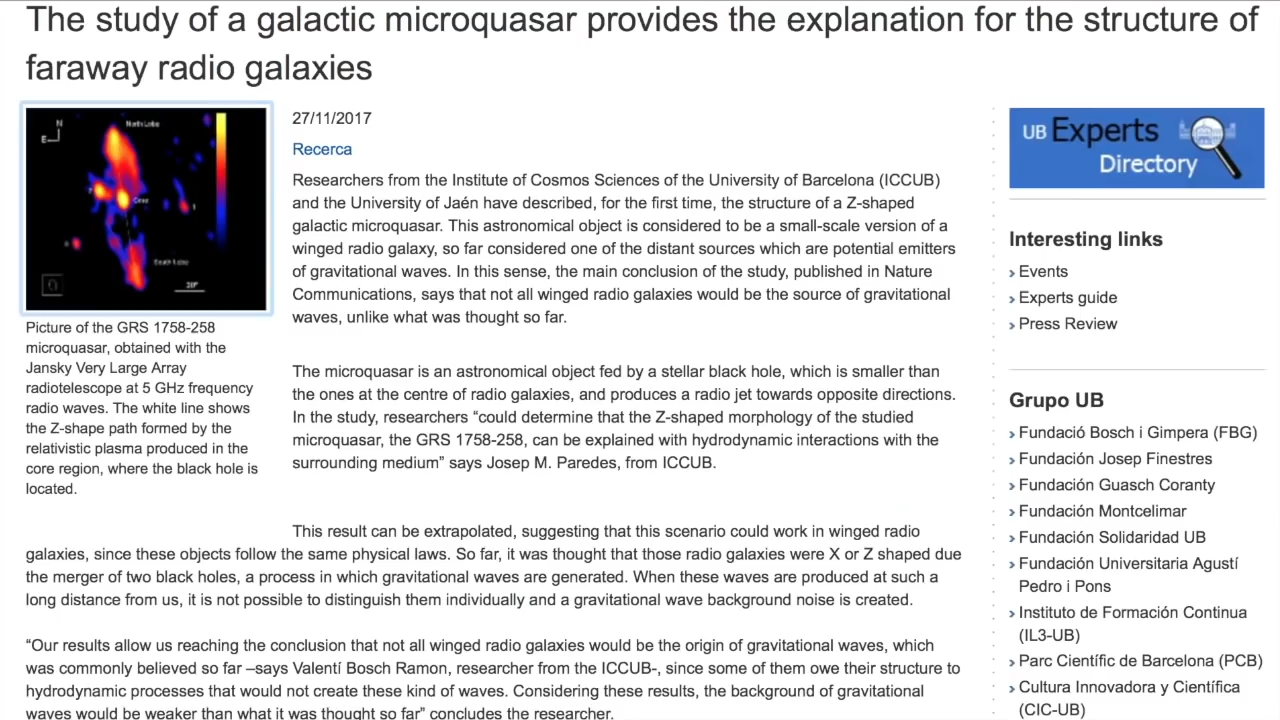 The study of a galactic microquasar provides the explanation for the structure of
faraway radio galaxies
N
E
North Lobe
Core
South Lobe
20"
Picture of the GRS 1758-258
microquasar, obtained with the
Jansky Very Large Array
radiotelescope at 5 GHz frequency
radio waves. The white line shows
the Z-shape path formed by the
relativistic plasma produced in the
core region, where the black hole is
located.
27/11/2017
Recerca
Researchers from the Institute of Cosmos Sciences of the University of Barcelona (ICCUB)
and the University of Jaén have described, for the first time, the structure of a Z-shaped
galactic microquasar. This astronomical object is considered to be a small-scale version of a
winged radio galaxy, so far considered one of the distant sources which are potential emitters
of gravitational waves. In this sense, the main conclusion of the study, published in Nature
Communications, says that not all winged radio galaxies would be the source of gravitational
waves, unlike what was thought so far.
The microquasar is an astronomical object fed by a stellar black hole, which is smaller than
the ones at the centre of radio galaxies, and produces a radio jet towards opposite directions.
In the study, researchers “could determine that the Z-shaped morphology of the studied
microquasar, the GRS 1758-258, can be explained with hydrodynamic interactions with the
surrounding medium” says Josep M. Paredes, from ICCUB.
This result can be extrapolated, suggesting that this scenario could work in winged radio
galaxies, since these objects follow the same physical laws. So far, it was thought that those radio galaxies were X or Z shaped due
the merger of two black holes, a process in which gravitational waves are generated. When these waves are produced at such a
long distance from us, it is not possible to distinguish them individually and a gravitational wave background noise is created.
“Our results allow us reaching the conclusion that not all winged radio galaxies would be the origin of gravitational waves, which
was commonly believed so far –says Valentí Bosch Ramon, researcher from the ICCUB-, since some of them owe their structure to
hydrodynamic processes that would not create these kind of waves. Considering these results, the background of gravitational
waves would be weaker than what it was thought so far” concludes the researcher.
UB Experts
Directory
Interesting links
Events
Experts guide
Press Review
Grupo UB
Fundació Bosch i Gimpera (FBG)
Fundación Josep Finestres
Fundación Guasch Coranty
Fundación Montcelimar
Fundación Solidaridad UB
Fundación Universitaria Agustí
Pedro i Pons
Instituto de Formación Continua
(IL3-UB)
Parc Científic de Barcelona (PCB)
Cultura Innovadora y Científica
(CIC-UB)